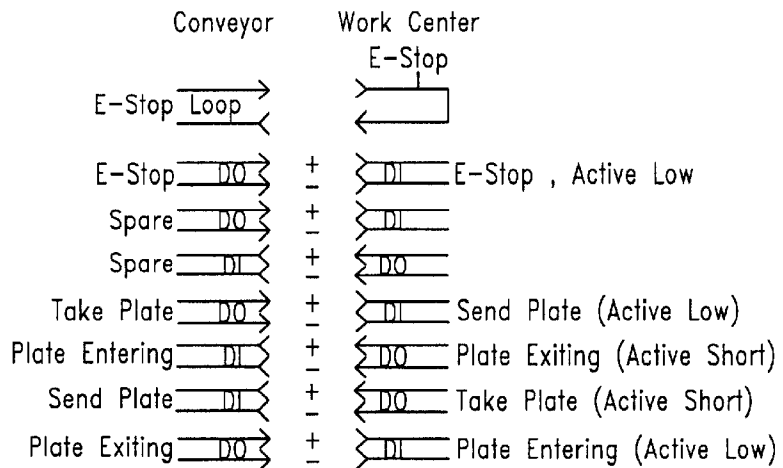 Conveyor Work Center
E-Stop
E-Stop Loop
E-Stop DO + − DI E-Stop , Active Low
Spare DO + − DI
Spare DI + − DO
Take Plate DO + − DI Send Plate (Active Low)
Plate Entering DI + − DO Plate Exiting (Active Short)
Send Plate DI + − DO Take Plate (Active Short)
Plate Exiting DO + − DI Plate Entering (Active Low)